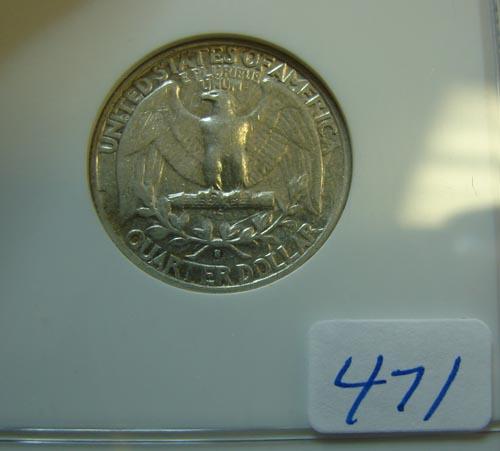 UNITED STATES OF AMERICA
E PLURIBUS
UNUM
QUARTER DOLLAR
471